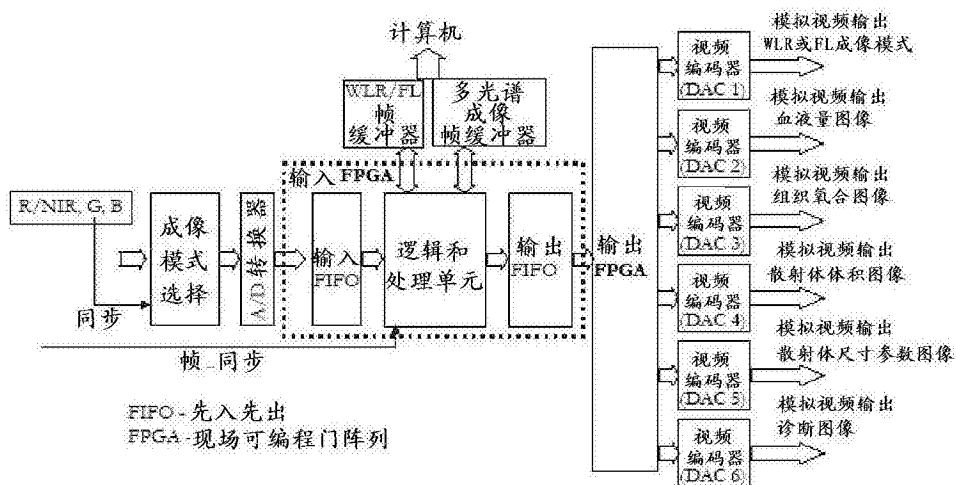 计算机
WLR/FL
帧
缓冲器
多光谱
成像
帧缓冲器
输入FPGA
R/NIR, G, B
成像
模式
选择
A/D转换器
输入
FIFO
逻辑和
处理单元
输出
FIFO
输出
FPGA
同步
帧_同步
视频
编码器
(DAC 1)
模拟视频输出
WLR或FL成像模式
视频
编码器
(DAC 2)
模拟视频输出
血液量图像
视频
编码器
(DAC 3)
模拟视频输出
组织氧合图像
视频
编码器
(DAC 4)
模拟视频输出
散射体体积图像
视频
编码器
(DAC 5)
模拟视频输出
散射体尺寸参数图像
视频
编码器
(DAC 6)
模拟视频输出
诊断图像
FIFO - 先入先出
FPGA - 现场可编程门阵列